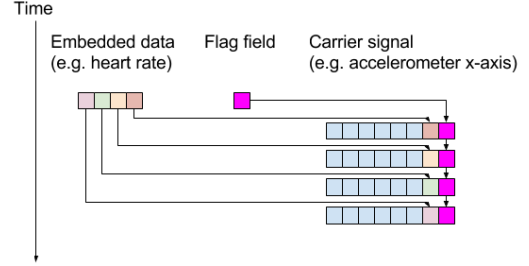 Time
Embedded data
(e.g. heart rate)
Flag field
Carrier signal
(e.g. accelerometer x-axis)